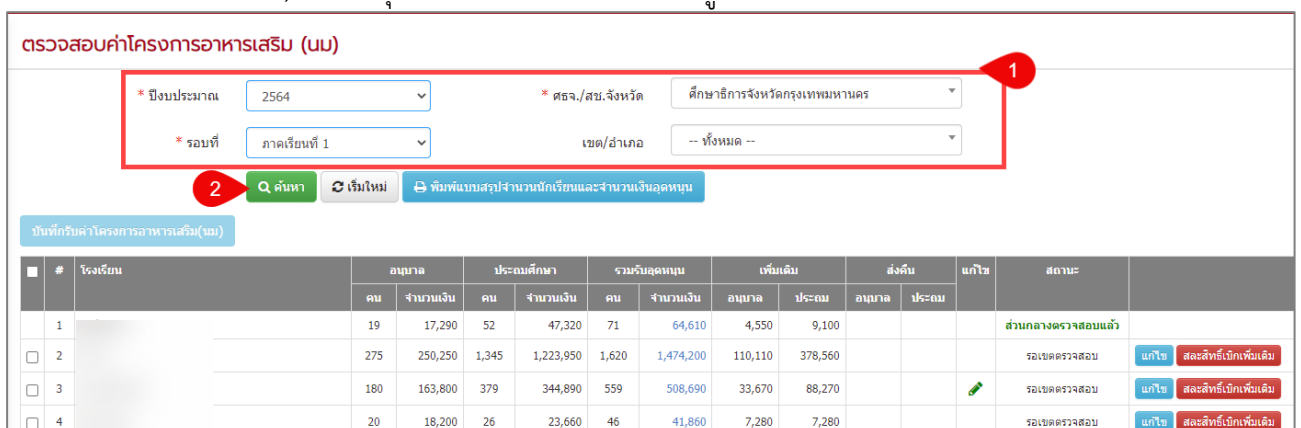 ตรวจสอบค่าโครงการอาหารเสริม (นม)
1
* ปีงบประมาณ 2564 * ศธจ./สช.จังหวัด ศึกษาธิการจังหวัดกรุงเทพมหานคร
* รอบที่ ภาคเรียนที่ 1 เขต/อำเภอ -- ทั้งหมด --
2 ค้นหา เริ่มใหม่ พิมพ์แบบสรุปจำนวนนักเรียนและจำนวนเงินอุดหนุน
บันทึกรับค่าโครงการอาหารเสริม(นม)
# โรงเรียน อนุบาล ประถมศึกษา รวมรับอุดหนุน เพิ่มเติม ส่งคืน แก้ไข สถานะ
คน จำนวนเงิน คน จำนวนเงิน คน จำนวนเงิน อนุบาล ประถม อนุบาล ประถม
1 19 17,290 52 47,320 71 64,610 4,550 9,100 ส่วนกลางตรวจสอบแล้ว
2 275 250,250 1,345 1,223,950 1,620 1,474,200 110,110 378,560 รอเขตตรวจสอบ แก้ไข สละสิทธิ์เบิกเพิ่มเติม
3 180 163,800 379 344,890 559 508,690 33,670 88,270 รอเขตตรวจสอบ แก้ไข สละสิทธิ์เบิกเพิ่มเติม
4 20 18,200 26 23,660 46 41,860 7,280 7,280 รอเขตตรวจสอบ แก้ไข สละสิทธิ์เบิกเพิ่มเติม